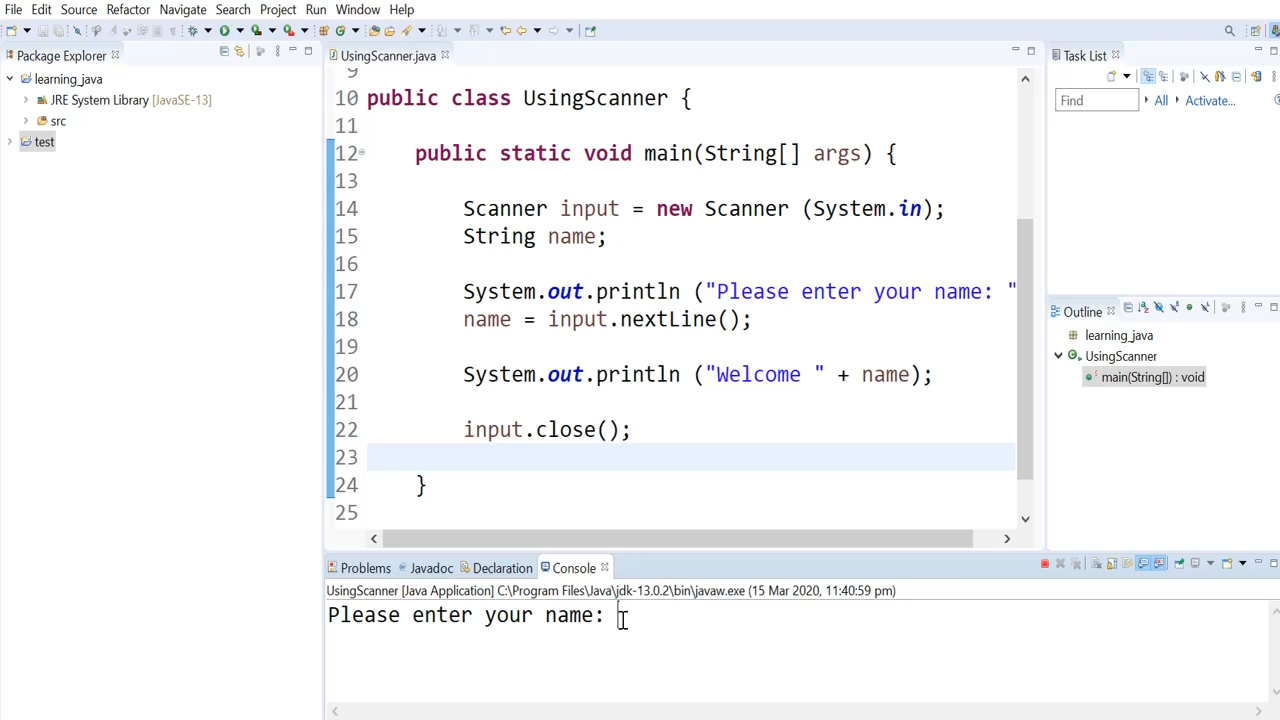 File Edit Source Refactor Navigate Search Project Run Window Help
Package Explorer
learning_java
JRE System Library [JavaSE-13]
src
test
UsingScanner.java
9
10 public class UsingScanner {
11
12 public static void main(String[] args) {
13
14 Scanner input = new Scanner (System.in);
15 String name;
16
17 System.out.println ("Please enter your name: "
18 name = input.nextLine();
19
20 System.out.println ("Welcome " + name);
21
22 input.close();
23
24 }
25
Task List
Find All Activate...
Outline
learning_java
UsingScanner
main(String[]) : void
Problems Javadoc Declaration Console
UsingScanner [Java Application] C:\Program Files\Java\jdk-13.0.2\bin\javaw.exe (15 Mar 2020, 11:40:59 pm)
Please enter your name: